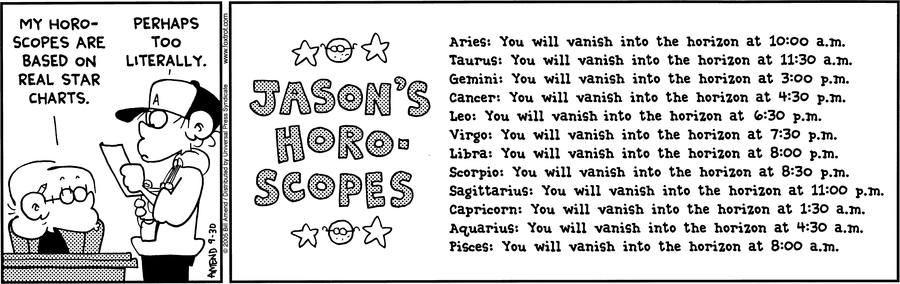 MY HORO-
SCOPES ARE
BASED ON
REAL STAR
CHARTS.
PERHAPS
TOO
LITERALLY.
A
AMEND 9-30
© 2005 Bill Amend / Distributed by Universal Press Syndicate
www.foxtrot.com
JASON'S
HORO-
SCOPES
Aries: You will vanish into the horizon at 10:00 a.m.
Taurus: You will vanish into the horizon at 11:30 a.m.
Gemini: You will vanish into the horizon at 3:00 p.m.
Cancer: You will vanish into the horizon at 4:30 p.m.
Leo: You will vanish into the horizon at 6:30 p.m.
Virgo: You will vanish into the horizon at 7:30 p.m.
Libra: You will vanish into the horizon at 8:00 p.m.
Scorpio: You will vanish into the horizon at 8:30 p.m.
Sagittarius: You will vanish into the horizon at 11:00 p.m.
Capricorn: You will vanish into the horizon at 1:30 a.m.
Aquarius: You will vanish into the horizon at 4:30 a.m.
Pisces: You will vanish into the horizon at 8:00 a.m.